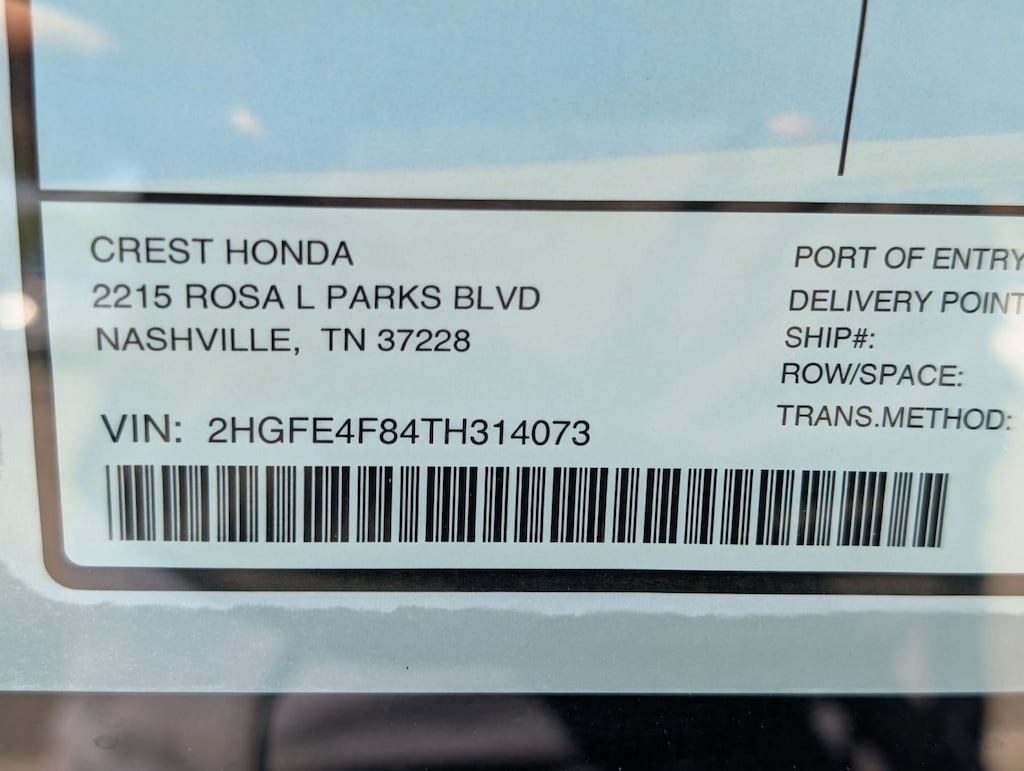 CREST HONDA
2215 ROSA L PARKS BLVD
NASHVILLE, TN 37228
VIN: 2HGFE4F84TH314073
PORT OF ENTRY
DELIVERY POINT
SHIP#:
ROW/SPACE:
TRANS.METHOD: